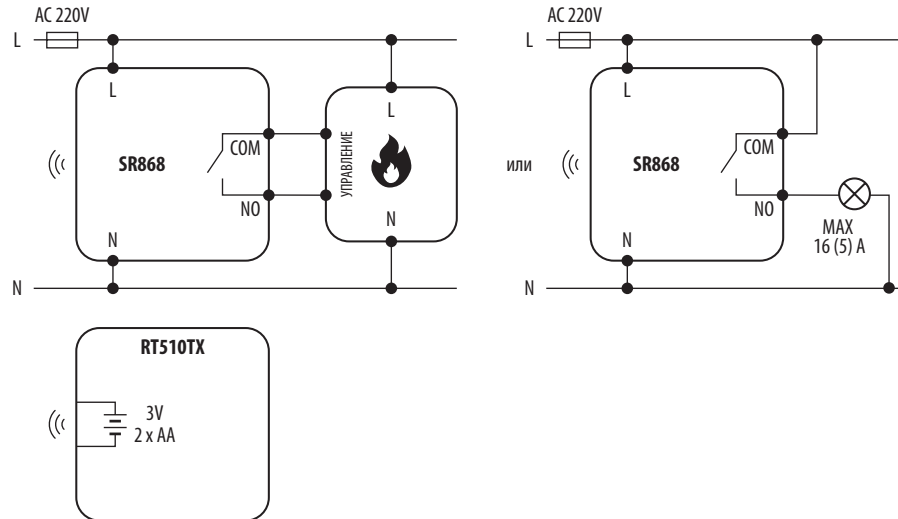 AC 220V
L
L
SR868
COM
NO
N
N
L
УПРАВЛЕНИЕ
N
или
AC 220V
L
L
SR868
COM
NO
MAX
16 (5) A
N
N
RT510TX
3V
2 x AA